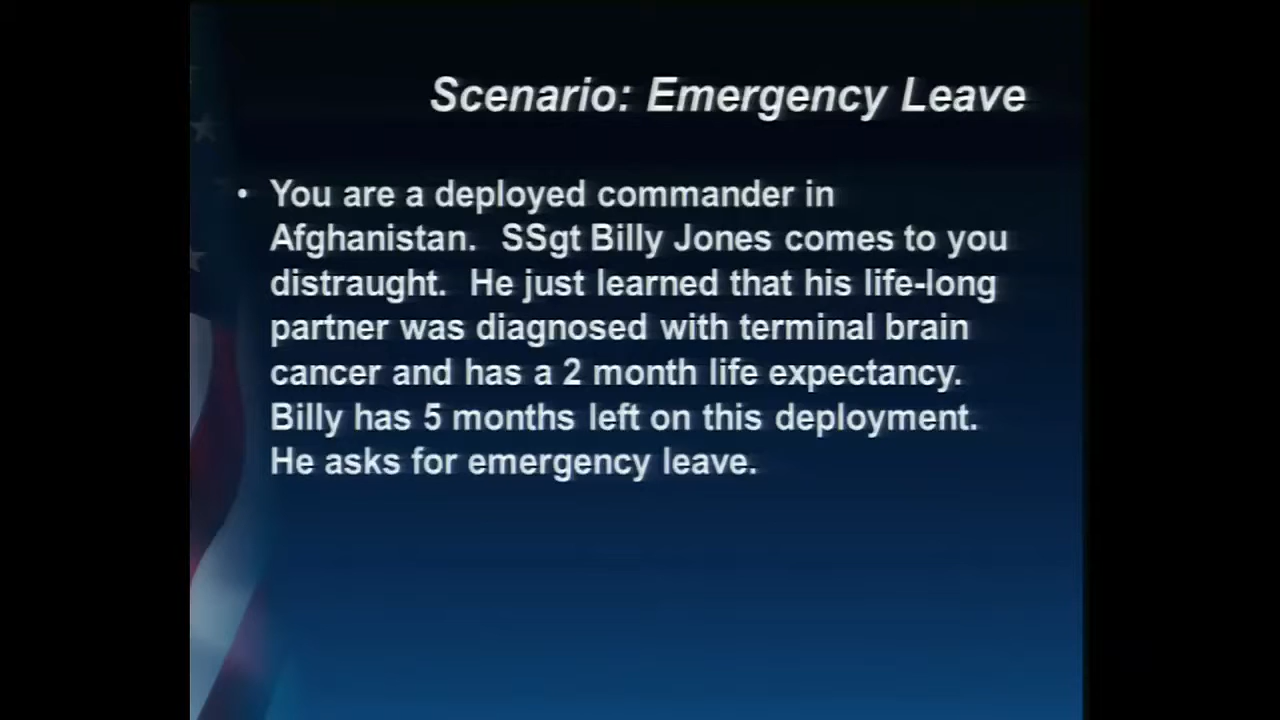 Scenario: Emergency Leave
• You are a deployed commander in
Afghanistan. SSgt Billy Jones comes to you
distraught. He just learned that his life-long
partner was diagnosed with terminal brain
cancer and has a 2 month life expectancy.
Billy has 5 months left on this deployment.
He asks for emergency leave.